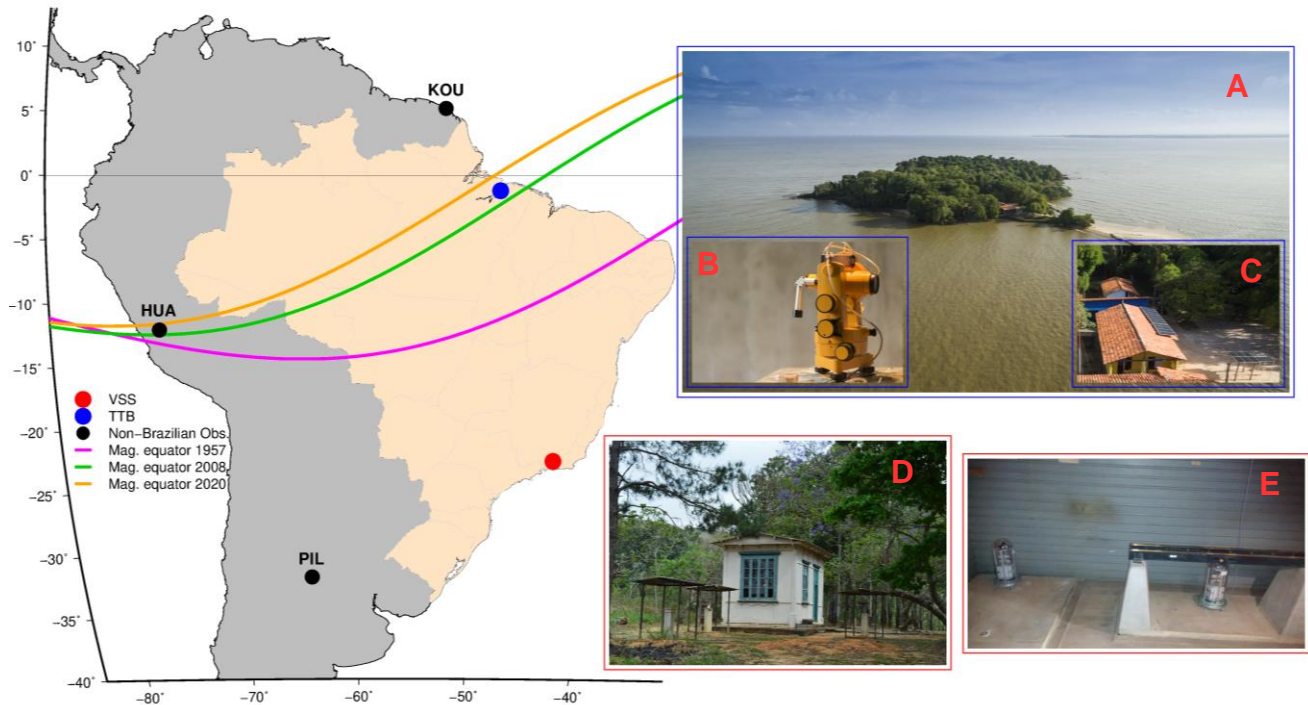 10°
5°
0°
−5°
−10°
−15°
−20°
−25°
−30°
−35°
−40°
−80°
−70°
−60°
−50°
−40°
KOU
HUA
PIL
VSS
TTB
Non−Brazilian Obs.
Mag. equator 1957
Mag. equator 2008
Mag. equator 2020
A
B
C
D
E